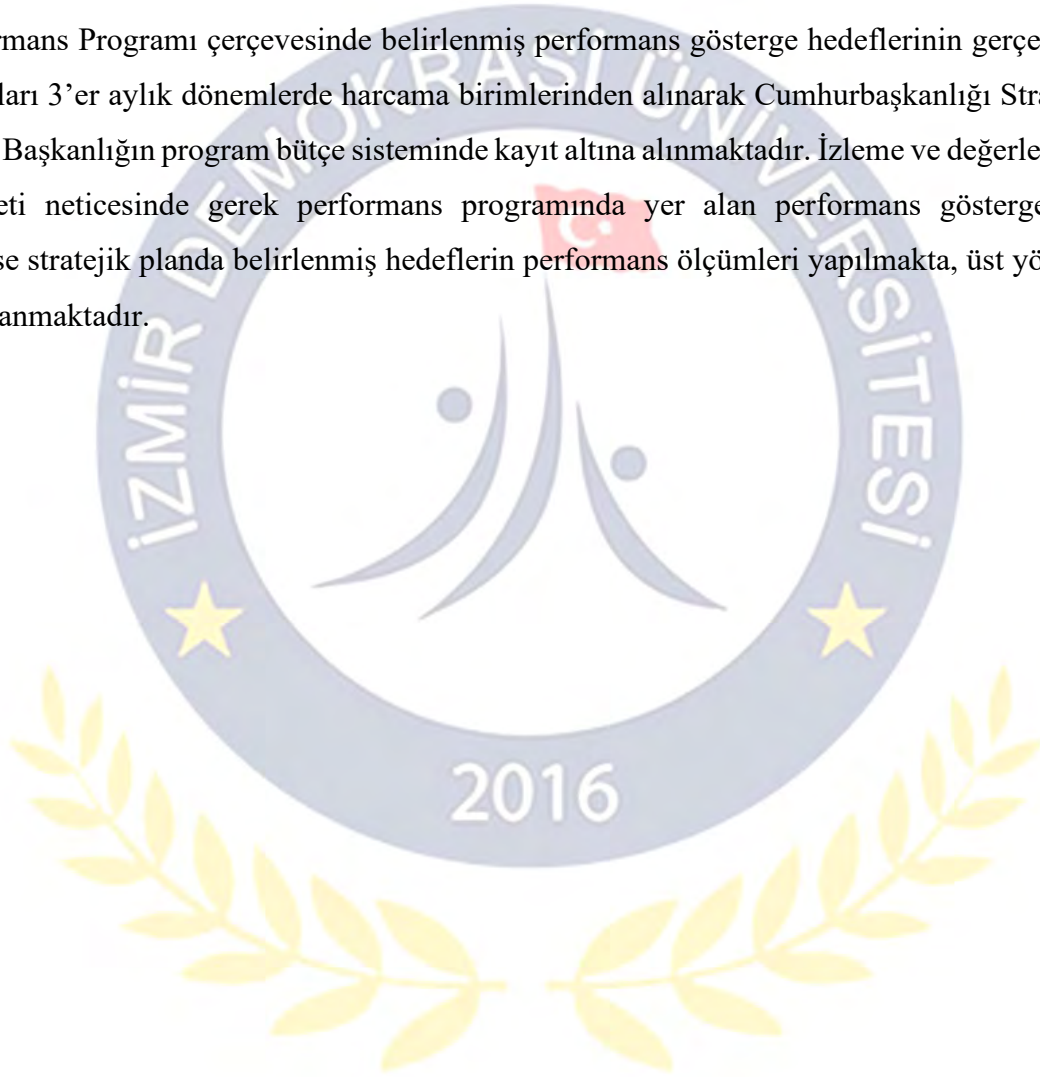 rmans Programı çerçevesinde belirlenmiş performans gösterge hedeflerinin gerçe
ları 3’er aylık dönemlerde harcama birimlerinden alınarak Cumhurbaşkanlığı Stra
Başkanlığın program bütçe sisteminde kayıt altına alınmaktadır. İzleme ve değerle
eti neticesinde gerek performans programında yer alan performans gösterge
se stratejik planda belirlenmiş hedeflerin performans ölçümleri yapılmakta, üst yö
anmaktadır.
İZMİR DEMOKRASİ ÜNİVERSİTESİ
2016